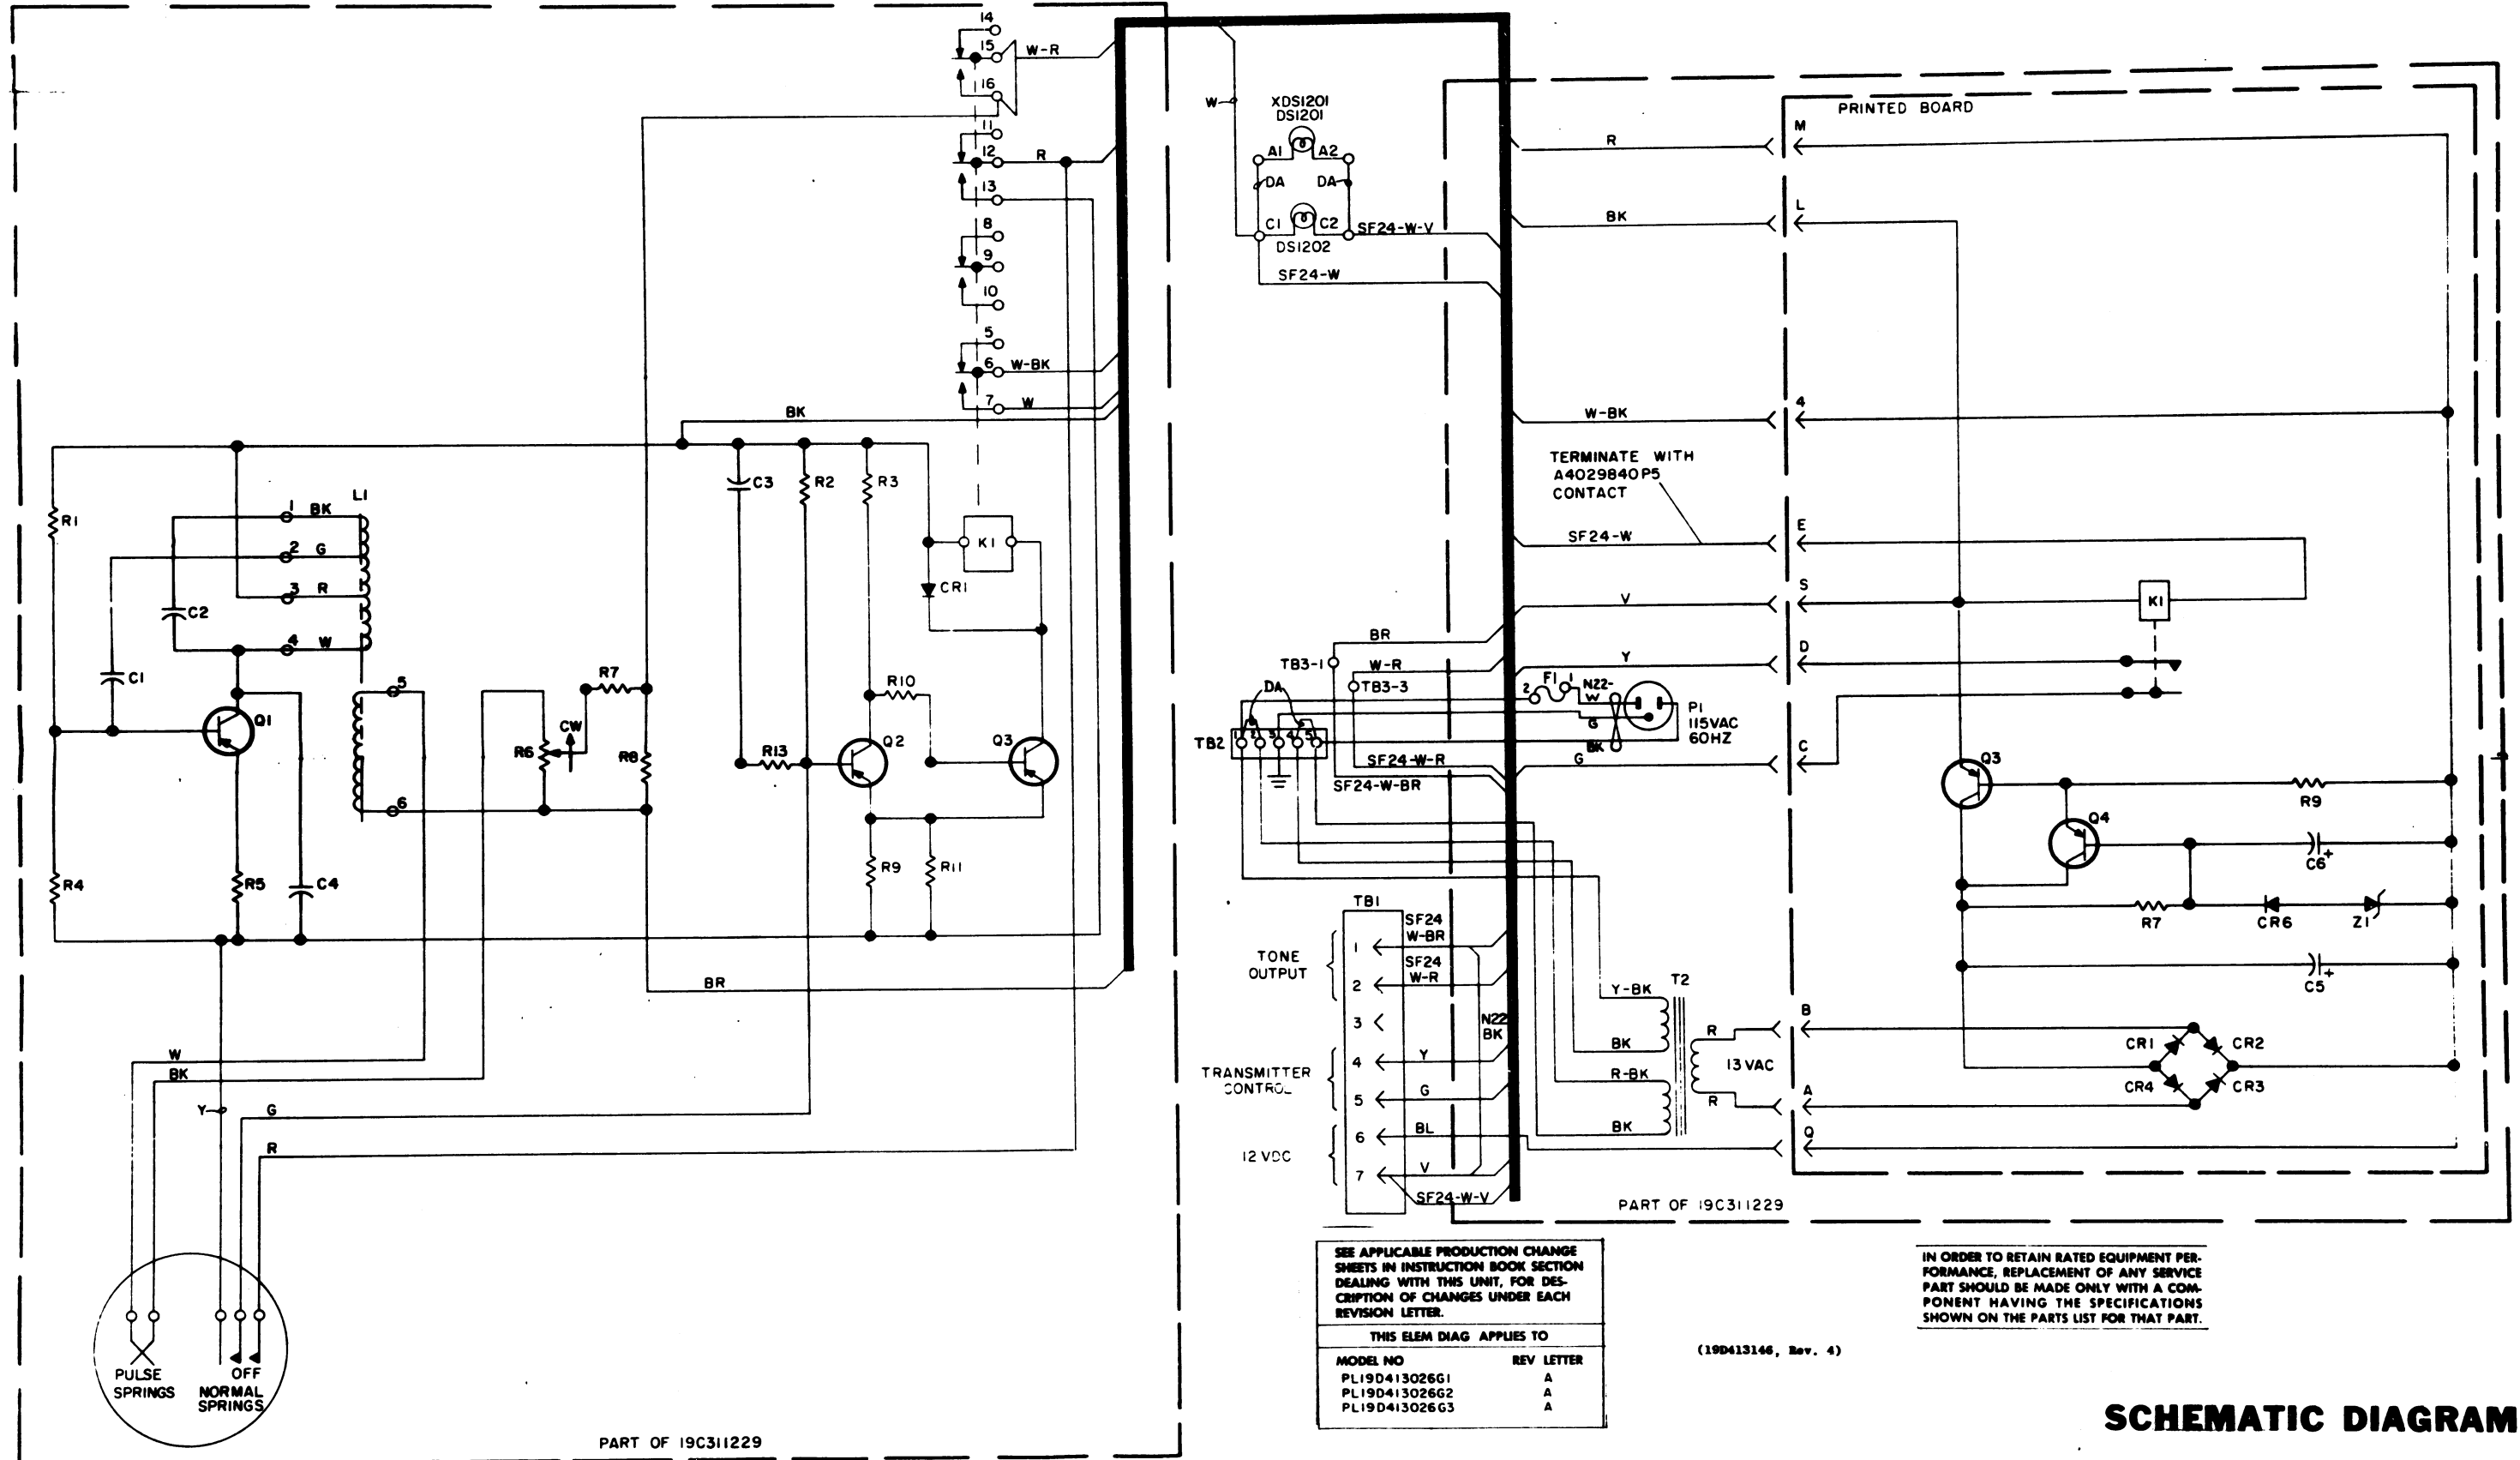 14
15
W-R
16
11
12
R
13
8
9
10
5
6
W-BK
7
W
BK
R1
1
BK
L1
2
G
3
R
C2
4
W
C1
Q1
5
R7
R6
CW
R8
6
R4
R5
C4
C3
R2
R3
K1
CR1
R10
R13
Q2
Q3
R9
R11
BR
W
BK
Y
G
R
PULSE
SPRINGS
OFF
NORMAL
SPRINGS
PART OF 19C311229
W
XDS1201
DS1201
A1
A2
DA
DA
C1
C2
DS1202
SF24-W-V
SF24-W
BR
TB3-1
W-R
TB3-3
DA
TB2
1
2
3
4
5
SF24-W-R
SF24-W-BR
2
F1
1
N22-
W
G
BK
P1
115VAC
60HZ
TB1
TONE
OUTPUT
1
SF24
W-BR
2
SF24
W-R
3
N22
BK
TRANSMITTER
CONTROL
4
Y
5
G
12 VDC
6
BL
7
V
SF24-W-V
Y-BK
T2
BK
R-BK
BK
R
13 VAC
R
PRINTED BOARD
R
M
BK
L
W-BK
4
TERMINATE WITH
A4029840P5
CONTACT
SF24-W
E
V
S
K1
Y
D
G
C
Q3
R9
Q4
C6
+
R7
CR6
Z1
C5
+
B
CR1
CR2
CR4
CR3
A
Q
PART OF 19C311229
SEE APPLICABLE PRODUCTION CHANGE
SHEETS IN INSTRUCTION BOOK SECTION
DEALING WITH THIS UNIT, FOR DES-
CRIPTION OF CHANGES UNDER EACH
REVISION LETTER.
THIS ELEM DIAG APPLIES TO
MODEL NO REV LETTER
PL19D413026G1 A
PL19D413026G2 A
PL19D413026G3 A
IN ORDER TO RETAIN RATED EQUIPMENT PER-
FORMANCE, REPLACEMENT OF ANY SERVICE
PART SHOULD BE MADE ONLY WITH A COM-
PONENT HAVING THE SPECIFICATIONS
SHOWN ON THE PARTS LIST FOR THAT PART.
(19D413146, Rev. 4)
SCHEMATIC DIAGRAM